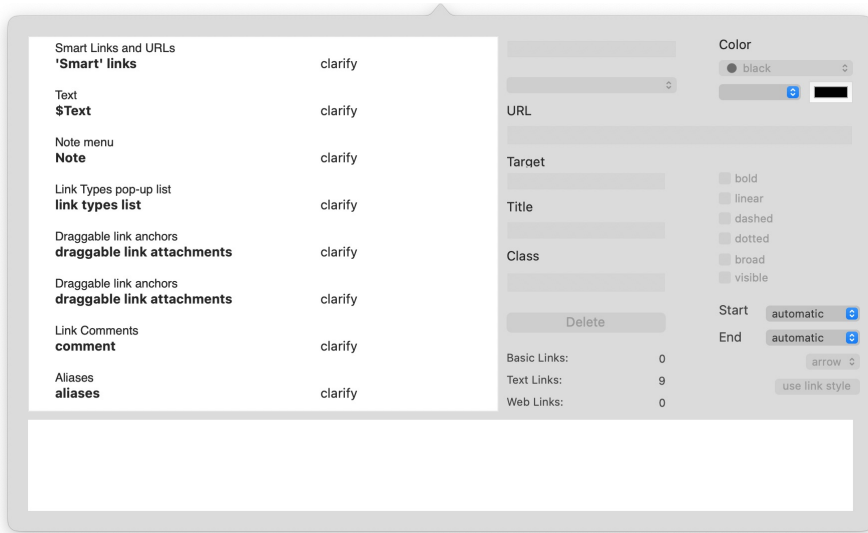 Smart Links and URLs
'Smart' links clarify
Text
$Text clarify
Note menu
Note clarify
Link Types pop-up list
link types list clarify
Draggable link anchors
draggable link attachments clarify
Draggable link anchors
draggable link attachments clarify
Link Comments
comment clarify
Aliases
aliases clarify
URL
Target
Title
Class
Delete
Basic Links: 0
Text Links: 9
Web Links: 0
Color
black
bold
linear
dashed
dotted
broad
visible
Start automatic
End automatic
arrow
use link style